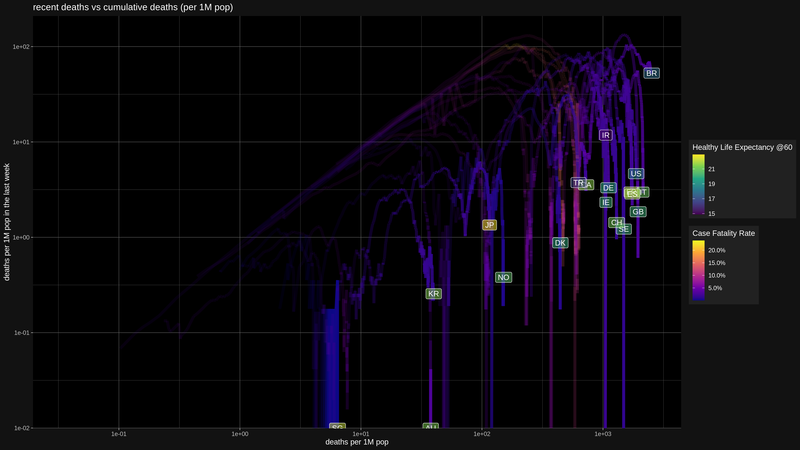 recent deaths vs cumulative deaths (per 1M pop)
1e+02
1e+01
1e+00
1e-01
1e-02
deaths per 1M pop in the last week
1e-01
1e+00
1e+01
1e+02
1e+03
deaths per 1M pop
BR
IR
US
TR
DE
ES
IE
GB
JP
CH
SE
DK
NO
KR
SG
AU
Healthy Life Expectancy @60
21
19
17
15
Case Fatality Rate
20.0%
15.0%
10.0%
5.0%